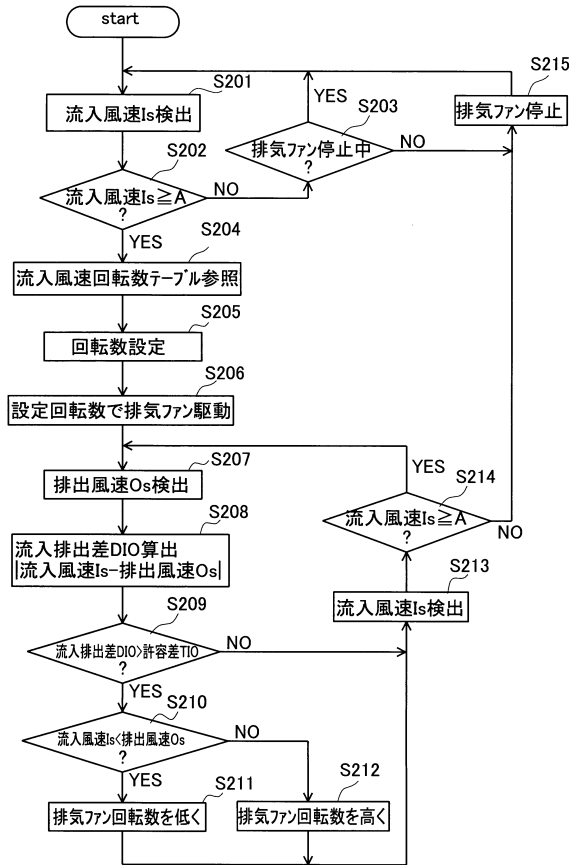 start
S201
流入風速Is検出
S202
流入風速Is≧A
?
NO
YES
S203
排気ファン停止中
?
YES
NO
S215
排気ファン停止
S204
流入風速回転数テーブル参照
S205
回転数設定
S206
設定回転数で排気ファン駆動
S207
排出風速Os検出
S208
流入排出差DIO算出
|流入風速Is−排出風速Os|
S209
流入排出差DIO>許容差TIO
?
NO
YES
S210
流入風速Is<排出風速Os
?
NO
YES
S211
排気ファン回転数を低く
S212
排気ファン回転数を高く
S213
流入風速Is検出
S214
流入風速Is≧A
?
YES
NO